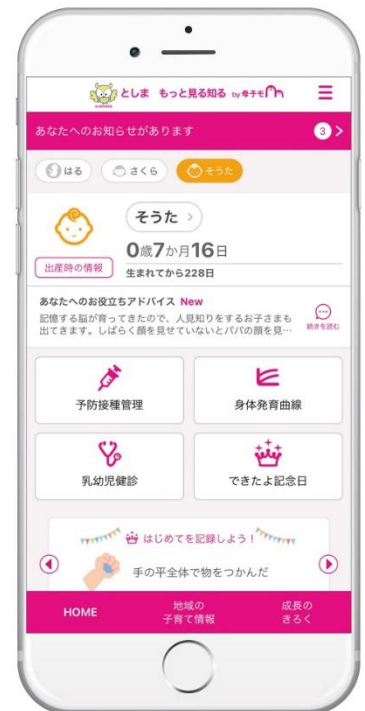 としま もっと見る知る by 母子モ
あなたへのお知らせがあります 3
はる さくら そうた
そうた
0歳7か月16日
出産時の情報
生まれてから228日
あなたへのお役立ちアドバイス New
記憶する脳が育ってきたので、人見知りをするお子さまも
出てきます。しばらく顔を見せていないとパパの顔を見…
続きを読む
予防接種管理
身体発育曲線
乳幼児健診
できたよ記念日
はじめてを記録しよう!
手の平全体で物をつかんだ
HOME
地域の
子育て情報
成長の
きろく